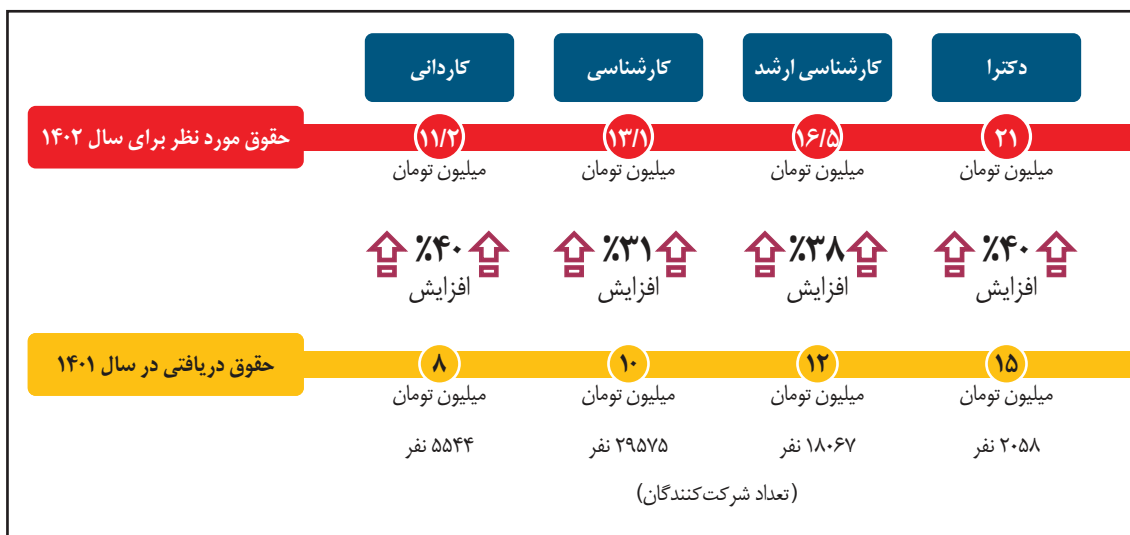 دکترا کارشناسی ارشد کارشناسی کاردانی
۲۱ ۱۶/۵ ۱۳/۱ ۱۱/۲ حقوق مورد نظر برای سال ۱۴۰۲
میلیون تومان میلیون تومان میلیون تومان میلیون تومان
٪۴۰ ٪۳۸ ٪۳۱ ٪۴۰
افزایش افزایش افزایش افزایش
۱۵ ۱۲ ۱۰ ۸ حقوق دریافتی در سال ۱۴۰۱
میلیون تومان میلیون تومان میلیون تومان میلیون تومان
۲۰۵۸ نفر ۱۸۰۶۷ نفر ۲۹۵۷۵ نفر ۵۵۴۴ نفر
(تعداد شرکت‌کنندگان)